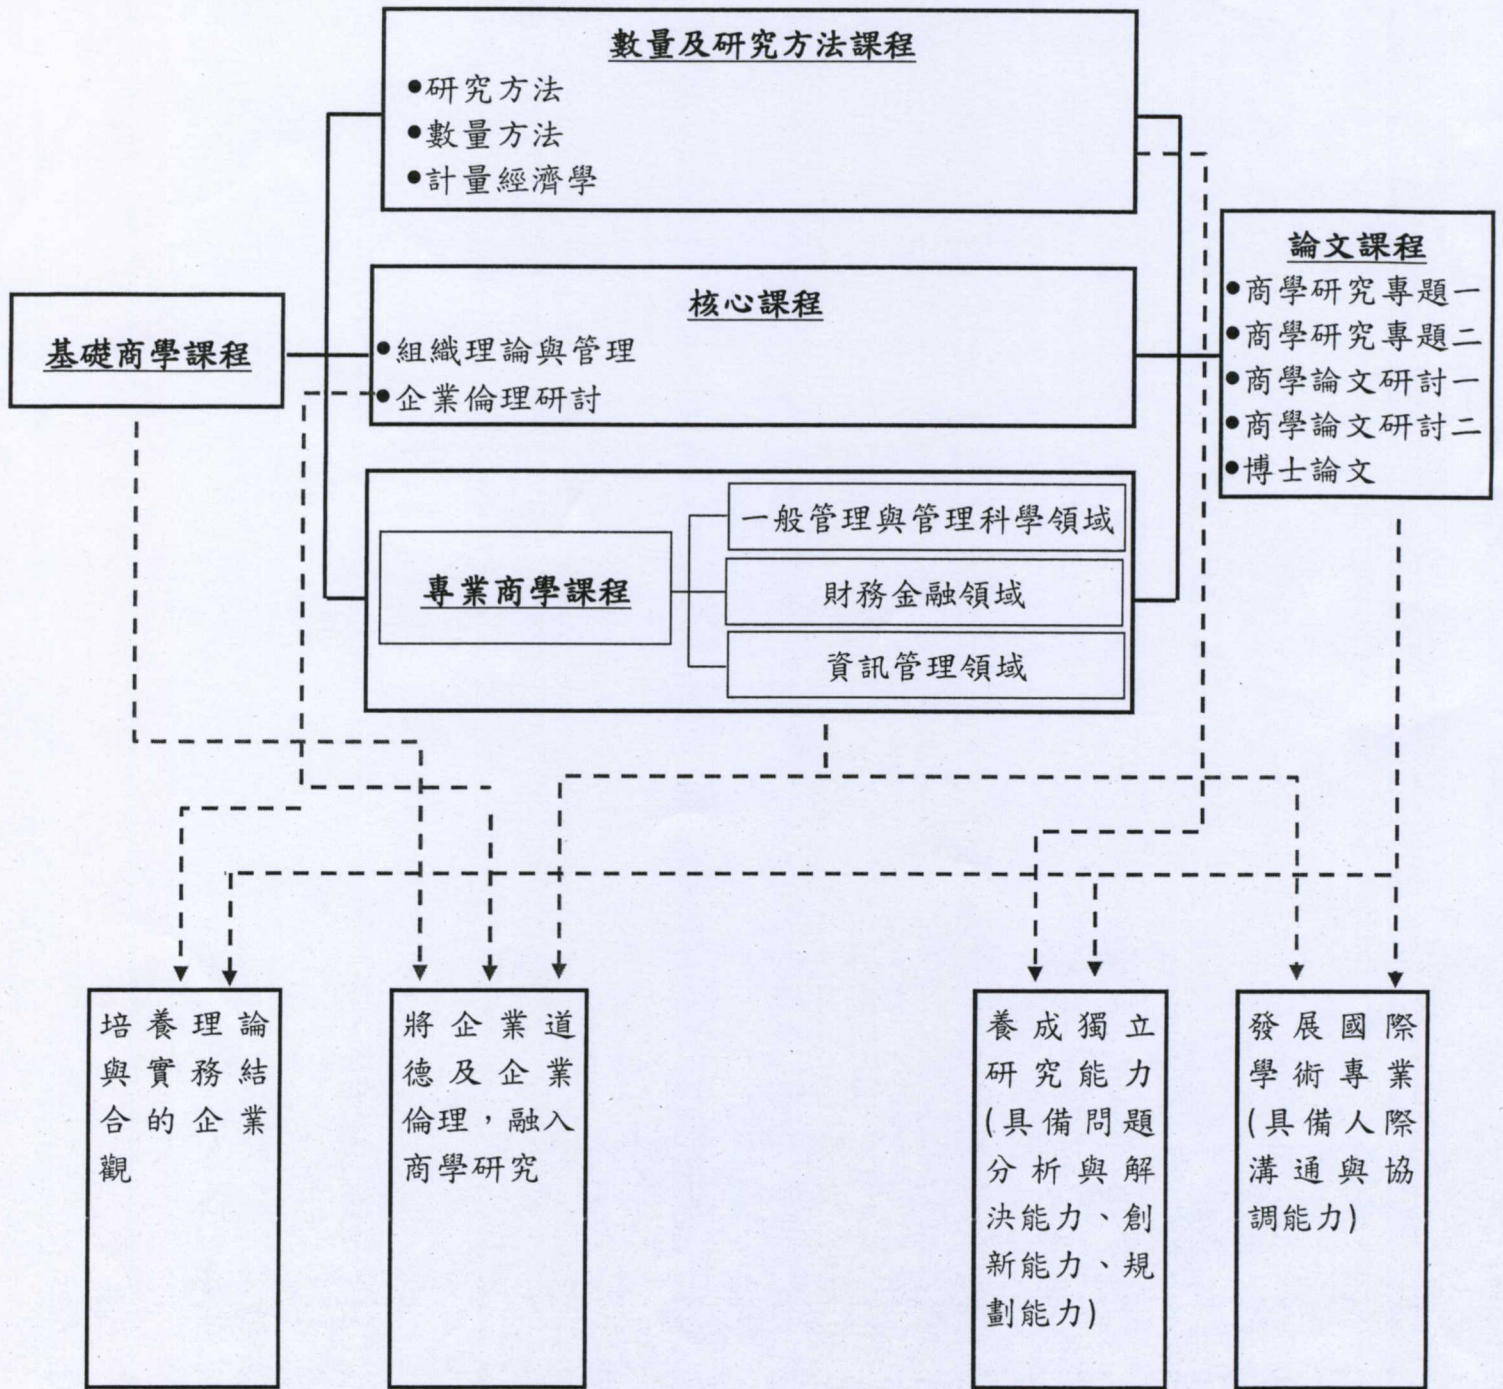 數量及研究方法課程
●研究方法
●數量方法
●計量經濟學
基礎商學課程
核心課程
●組織理論與管理
●企業倫理研討
專業商學課程
一般管理與管理科學領域
財務金融領域
資訊管理領域
論文課程
●商學研究專題一
●商學研究專題二
●商學論文研討一
●商學論文研討二
●博士論文
培養理論
與實務結
合的企業
觀
將企業道
德及企業
倫理，融入
商學研究
養成獨立
研究能力
(具備問題
分析與解
決能力、創
新能力、規
劃能力)
發展國際
學術專業
(具備人際
溝通與協
調能力)